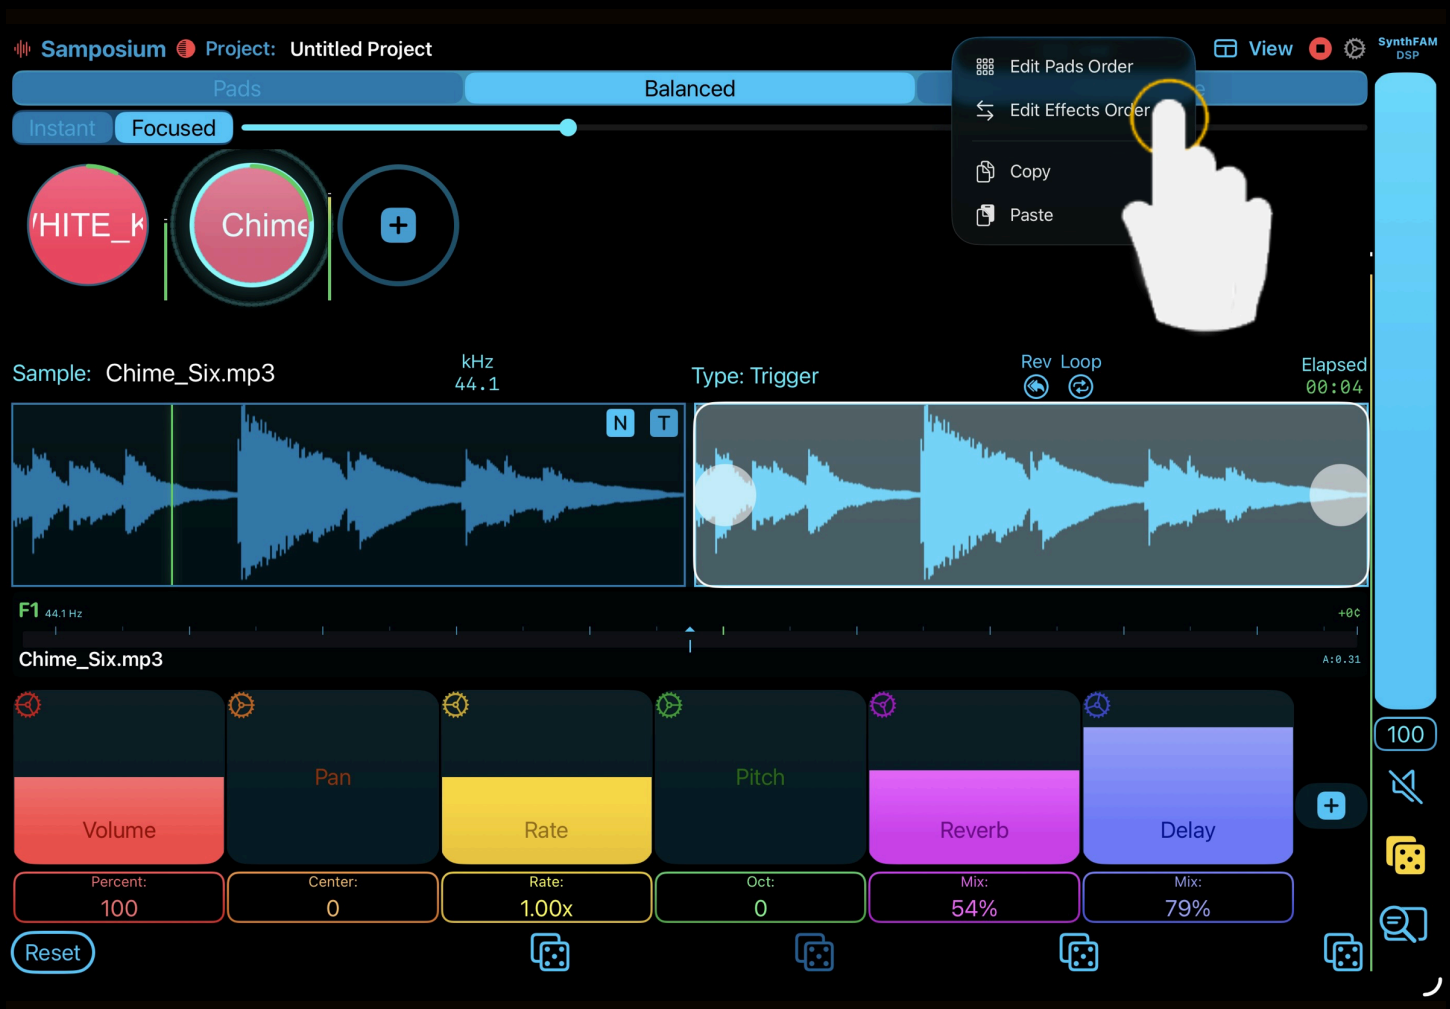 Samposium Project: Untitled Project
View
SynthFAM
DSP
Pads
Balanced
Edit Pads Order
Edit Effects Order
Copy
Paste
Instant
Focused
HITE_K
Chime
Sample: Chime_Six.mp3
kHz
44.1
Type: Trigger
Rev Loop
Elapsed
00:04
N T
F1 44.1 Hz
+0¢
Chime_Six.mp3
A:0.31
Volume
Pan
Rate
Pitch
Reverb
Delay
100
Percent:
100
Center:
0
Rate:
1.00x
Oct:
0
Mix:
54%
Mix:
79%
Reset